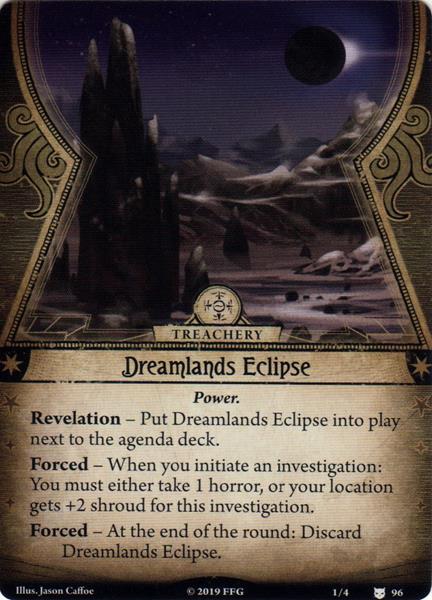 TREACHERY
Dreamlands Eclipse
Power.
Revelation – Put Dreamlands Eclipse into play
next to the agenda deck.
Forced – When you initiate an investigation:
You must either take 1 horror, or your location
gets +2 shroud for this investigation.
Forced – At the end of the round: Discard
Dreamlands Eclipse.
Illus. Jason Caffoe © 2019 FFG 1/4 96